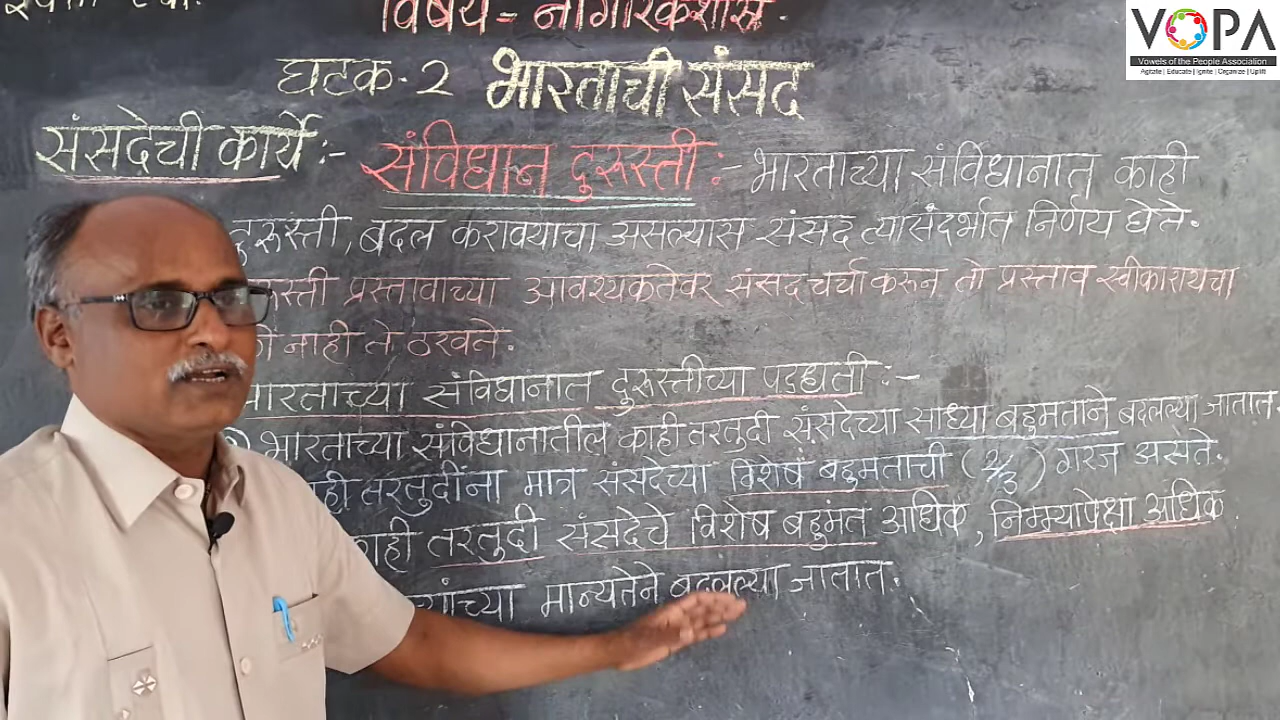 विषय - नागरिकशास्त्र.
VOPA
Vowels of the People Association
Agitate | Educate | Ignite | Organize | Uplift
घटक-2 भारताची संसद
संसदेची कार्ये :- संविधान दुरुस्ती :- भारताच्या संविधानात काही
दुरूस्ती, बदल करावयाचा असल्यास संसद त्यासंदर्भात निर्णय घेते.
प्रस्तावाच्या आवश्यकतेवर संसद चर्चा करून तो प्रस्ताव स्वीकारायचा
की नाही ते ठरवते.
भारताच्या संविधानात दुरूस्तीच्या पद्धती :-
भारताच्या संविधानातील काही तरतुदी संसदेच्या साध्या बहुमताने बदलल्या जातात
तरतुदींना मात्र संसदेच्या विशेष बहुमताची (2/3) गरज असते.
काही तरतुदी संसदेचे विशेष बहुमत अधिक, निम्म्यापेक्षा अधिक
मान्यतेने बदलल्या जातात.